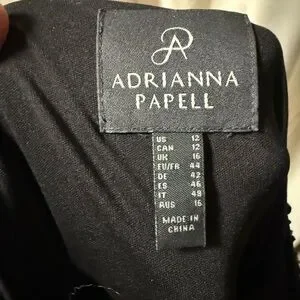 ADRIANNA
PAPELL
US 12
CAN 12
UK 16
EU/FR 44
DE 42
ES 46
IT 48
AUS 16
MADE IN
CHINA